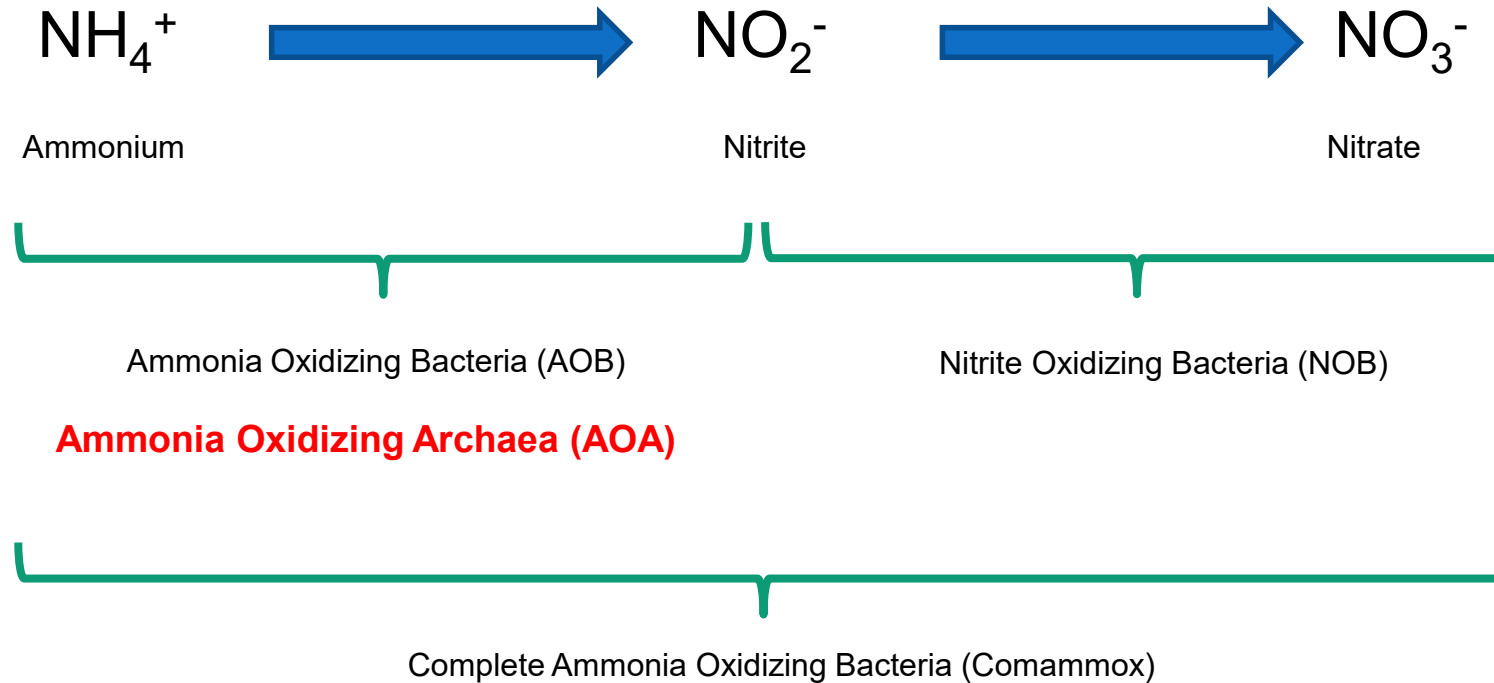 NH₄⁺ NO₂⁻ NO₃⁻
Ammonium Nitrite Nitrate
Ammonia Oxidizing Bacteria (AOB) Nitrite Oxidizing Bacteria (NOB)
Ammonia Oxidizing Archaea (AOA)
Complete Ammonia Oxidizing Bacteria (Comammox)